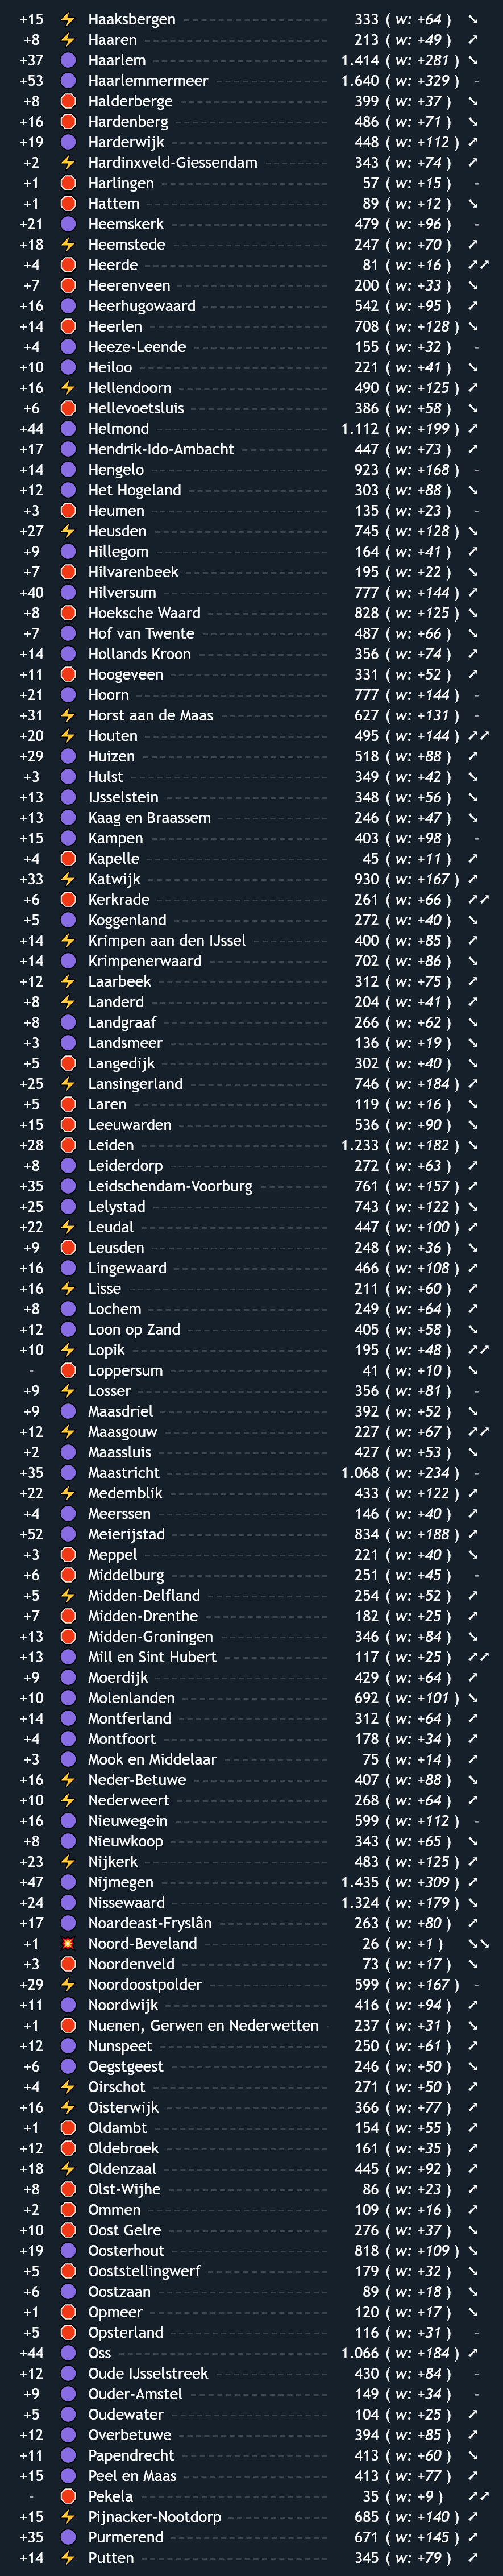 +15 Haaksbergen 333 ( w: +64 ) ➘
+8 Haaren 213 ( w: +49 ) ➚
+37 Haarlem 1.414 ( w: +281 ) ➘
+53 Haarlemmermeer 1.640 ( w: +329 ) -
+8 Halderberge 399 ( w: +37 ) ➘
+16 Hardenberg 486 ( w: +71 ) ➘
+19 Harderwijk 448 ( w: +112 ) ➚
+2 Hardinxveld-Giessendam 343 ( w: +74 ) ➚
+1 Harlingen 57 ( w: +15 ) -
+1 Hattem 89 ( w: +12 ) ➘
+21 Heemskerk 479 ( w: +96 ) -
+18 Heemstede 247 ( w: +70 ) ➚
+4 Heerde 81 ( w: +16 ) ➚➚
+7 Heerenveen 200 ( w: +33 ) ➘
+16 Heerhugowaard 542 ( w: +95 ) ➚
+14 Heerlen 708 ( w: +128 ) ➘
+4 Heeze-Leende 155 ( w: +32 ) -
+10 Heiloo 221 ( w: +41 ) ➘
+16 Hellendoorn 490 ( w: +125 ) ➚
+6 Hellevoetsluis 386 ( w: +58 ) ➘
+44 Helmond 1.112 ( w: +199 ) ➚
+17 Hendrik-Ido-Ambacht 447 ( w: +73 ) ➚
+14 Hengelo 923 ( w: +168 ) -
+12 Het Hogeland 303 ( w: +88 ) ➘
+3 Heumen 135 ( w: +23 ) -
+27 Heusden 745 ( w: +128 ) ➘
+9 Hillegom 164 ( w: +41 ) ➚
+7 Hilvarenbeek 195 ( w: +22 ) ➘
+40 Hilversum 777 ( w: +144 ) ➚
+8 Hoeksche Waard 828 ( w: +125 ) ➘
+7 Hof van Twente 487 ( w: +66 ) ➘
+14 Hollands Kroon 356 ( w: +74 ) ➚
+11 Hoogeveen 331 ( w: +52 ) ➚
+21 Hoorn 777 ( w: +144 ) -
+31 Horst aan de Maas 627 ( w: +131 ) -
+20 Houten 495 ( w: +144 ) ➚➚
+29 Huizen 518 ( w: +88 ) ➚
+3 Hulst 349 ( w: +42 ) ➘
+13 IJsselstein 348 ( w: +56 ) ➘
+13 Kaag en Braassem 246 ( w: +47 ) ➘
+15 Kampen 403 ( w: +98 ) -
+4 Kapelle 45 ( w: +11 ) ➚
+33 Katwijk 930 ( w: +167 ) ➚
+6 Kerkrade 261 ( w: +66 ) ➚➚
+5 Koggenland 272 ( w: +40 ) ➘
+14 Krimpen aan den IJssel 400 ( w: +85 ) ➚
+14 Krimpenerwaard 702 ( w: +86 ) ➘
+12 Laarbeek 312 ( w: +75 ) ➚
+8 Landerd 204 ( w: +41 ) ➚
+8 Landgraaf 266 ( w: +62 ) ➘
+3 Landsmeer 136 ( w: +19 ) ➘
+5 Langedijk 302 ( w: +40 ) ➘
+25 Lansingerland 746 ( w: +184 ) ➚
+5 Laren 119 ( w: +16 ) ➘
+15 Leeuwarden 536 ( w: +90 ) ➘
+28 Leiden 1.233 ( w: +182 ) ➘
+8 Leiderdorp 272 ( w: +63 ) ➚
+35 Leidschendam-Voorburg 761 ( w: +157 ) ➚
+25 Lelystad 743 ( w: +122 ) ➘
+22 Leudal 447 ( w: +100 ) ➚
+9 Leusden 248 ( w: +36 ) ➘
+16 Lingewaard 466 ( w: +108 ) ➚
+16 Lisse 211 ( w: +60 ) ➚
+8 Lochem 249 ( w: +64 ) ➚
+12 Loon op Zand 405 ( w: +58 ) ➘
+10 Lopik 195 ( w: +48 ) ➚➚
- Loppersum 41 ( w: +10 ) ➘
+9 Losser 356 ( w: +81 ) -
+9 Maasdriel 392 ( w: +52 ) ➘
+12 Maasgouw 227 ( w: +67 ) ➚➚
+2 Maassluis 427 ( w: +53 ) ➘
+35 Maastricht 1.068 ( w: +234 ) -
+22 Medemblik 433 ( w: +122 ) ➚
+4 Meerssen 146 ( w: +40 ) ➚
+52 Meierijstad 834 ( w: +188 ) ➚
+3 Meppel 221 ( w: +40 ) ➘
+6 Middelburg 251 ( w: +45 ) -
+5 Midden-Delfland 254 ( w: +52 ) ➚
+7 Midden-Drenthe 182 ( w: +25 ) ➚
+13 Midden-Groningen 346 ( w: +84 ) ➘
+13 Mill en Sint Hubert 117 ( w: +25 ) ➚➚
+9 Moerdijk 429 ( w: +64 ) ➚
+10 Molenlanden 692 ( w: +101 ) ➘
+14 Montferland 312 ( w: +64 ) ➚
+4 Montfoort 178 ( w: +34 ) ➚
+3 Mook en Middelaar 75 ( w: +14 ) ➚
+16 Neder-Betuwe 407 ( w: +88 ) ➘
+10 Nederweert 268 ( w: +64 ) ➚
+16 Nieuwegein 599 ( w: +112 ) -
+8 Nieuwkoop 343 ( w: +65 ) ➘
+23 Nijkerk 483 ( w: +125 ) ➚
+47 Nijmegen 1.435 ( w: +309 ) ➚
+24 Nissewaard 1.324 ( w: +179 ) ➘
+17 Noardeast-Fryslân 263 ( w: +80 ) ➚
+1 Noord-Beveland 26 ( w: +1 ) ➘➘
+3 Noordenveld 73 ( w: +17 ) ➘
+29 Noordoostpolder 599 ( w: +167 ) -
+11 Noordwijk 416 ( w: +94 ) ➚
+1 Nuenen, Gerwen en Nederwetten 237 ( w: +31 ) ➘
+12 Nunspeet 250 ( w: +61 ) ➚
+6 Oegstgeest 246 ( w: +50 ) ➘
+4 Oirschot 271 ( w: +50 ) ➚
+16 Oisterwijk 366 ( w: +77 ) ➚
+1 Oldambt 154 ( w: +55 ) ➚
+12 Oldebroek 161 ( w: +35 ) ➚
+18 Oldenzaal 445 ( w: +92 ) ➚
+8 Olst-Wijhe 86 ( w: +23 ) ➚
+2 Ommen 109 ( w: +16 ) ➚
+10 Oost Gelre 276 ( w: +37 ) ➘
+19 Oosterhout 818 ( w: +109 ) ➘
+5 Ooststellingwerf 179 ( w: +32 ) ➘
+6 Oostzaan 89 ( w: +18 ) ➘
+1 Opmeer 120 ( w: +17 ) ➘
+5 Opsterland 116 ( w: +31 ) -
+44 Oss 1.066 ( w: +184 ) ➚
+12 Oude IJsselstreek 430 ( w: +84 ) -
+9 Ouder-Amstel 149 ( w: +34 ) -
+5 Oudewater 104 ( w: +25 ) ➚
+12 Overbetuwe 394 ( w: +85 ) ➚
+11 Papendrecht 413 ( w: +60 ) ➘
+15 Peel en Maas 413 ( w: +77 ) ➚
- Pekela 35 ( w: +9 ) ➚➚
+15 Pijnacker-Nootdorp 685 ( w: +140 ) ➚
+35 Purmerend 671 ( w: +145 ) ➚
+14 Putten 345 ( w: +79 ) ➚